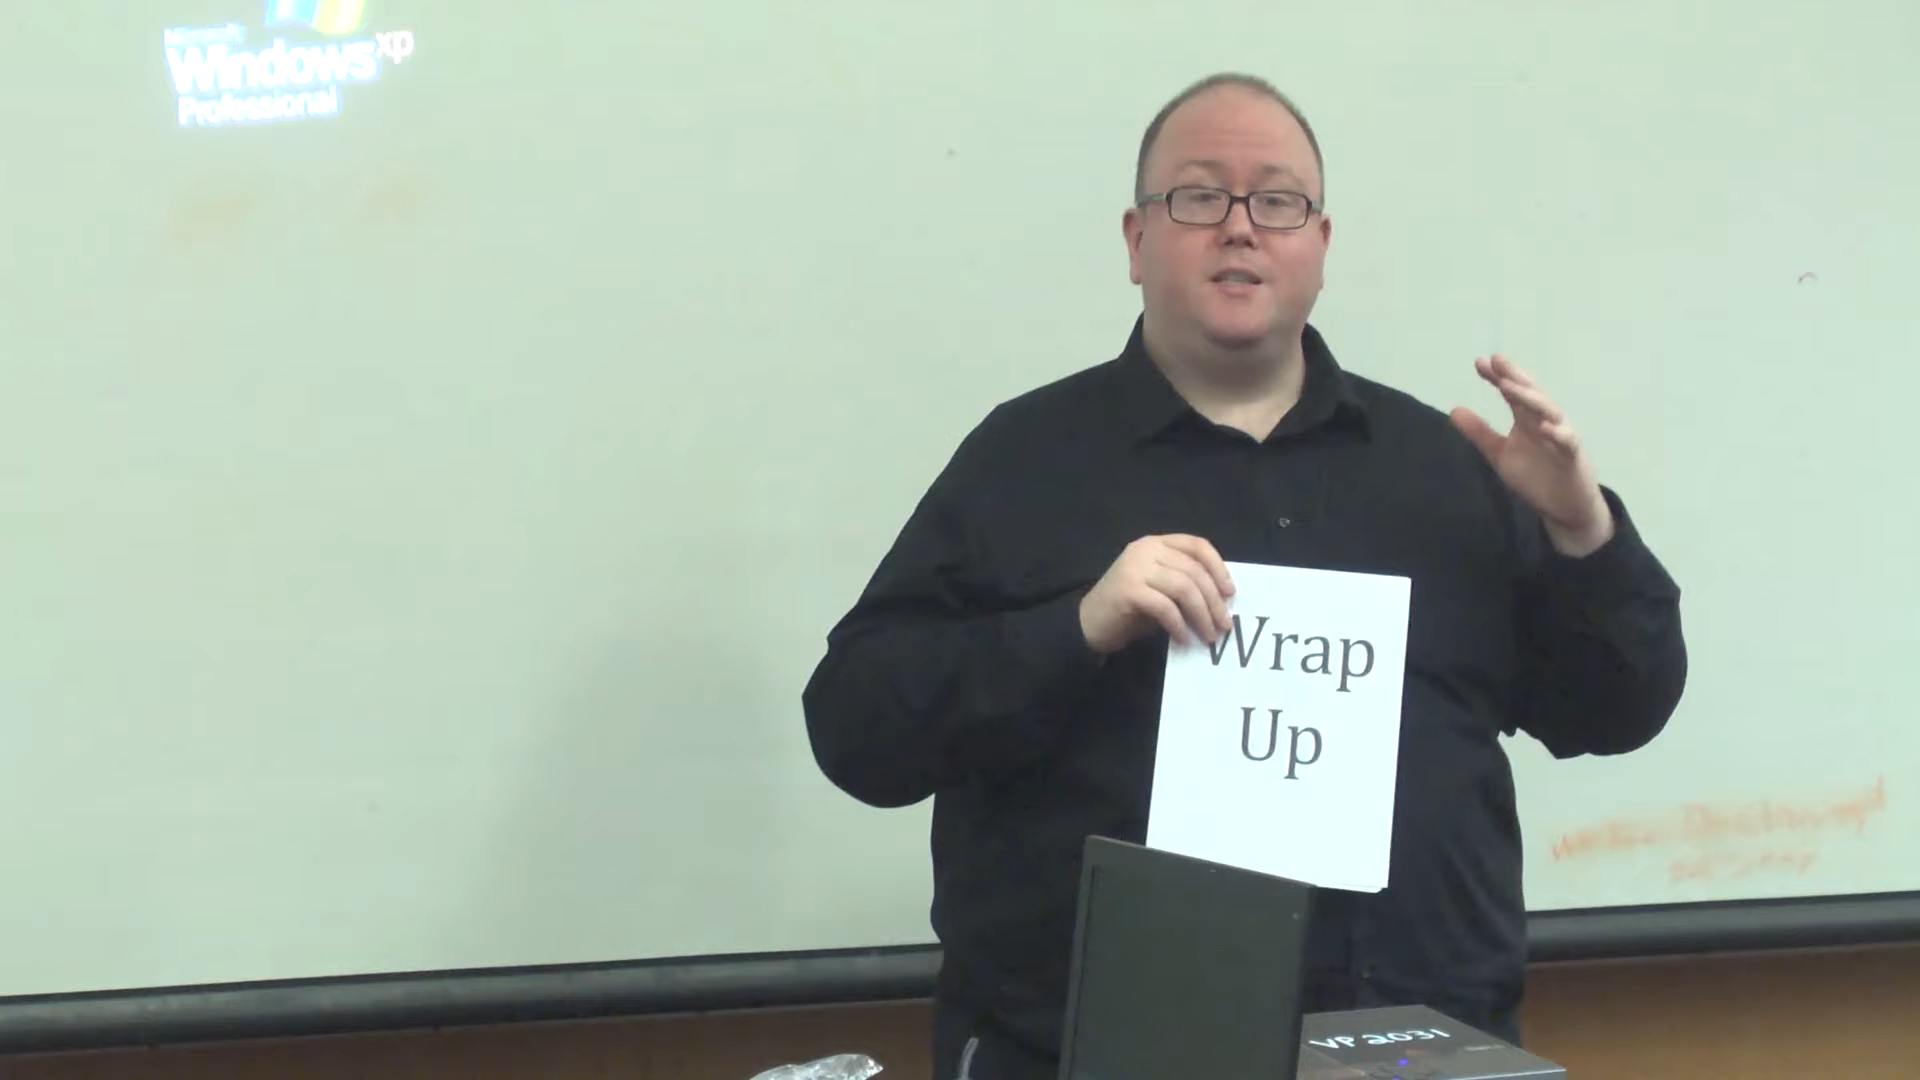 Microsoft
Windows xp
Professional
Wrap
Up
VP 2031